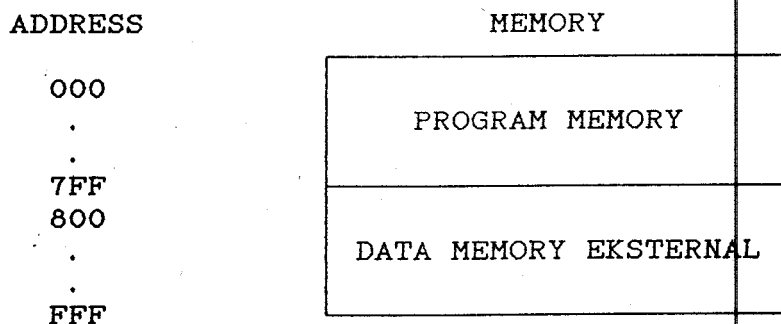 ADDRESS MEMORY
000
.
PROGRAM MEMORY
.
7FF
800
.
DATA MEMORY EKSTERNAL
.
FFF